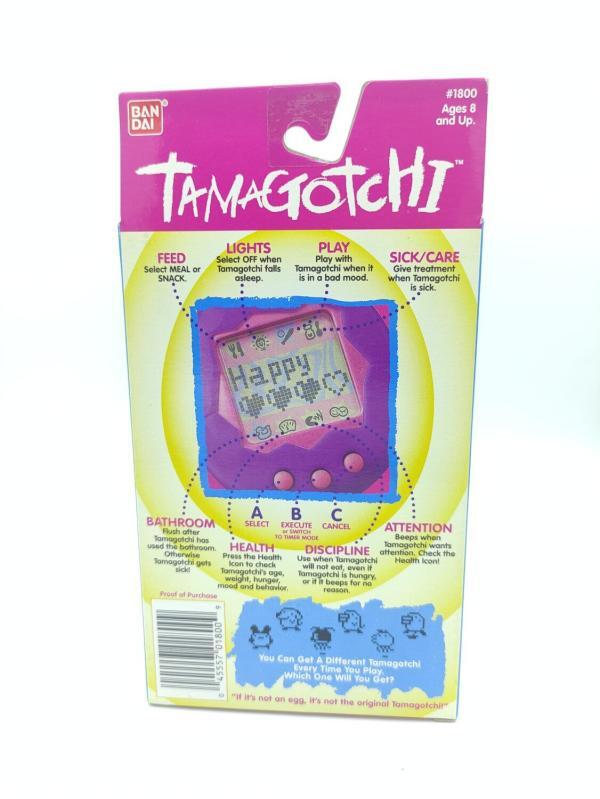 BAN
DAI
#1800
Ages 8
and Up.
TAMAGOTCHI™
FEED
Select MEAL or
SNACK.
LIGHTS
Select OFF when
Tamagotchi falls
asleep.
PLAY
Play with
Tamagotchi when it
is in a bad mood.
SICK/CARE
Give treatment
when Tamagotchi
is sick.
Happy
A
SELECT
B
EXECUTE
or SWITCH
TO TIMER MODE
C
CANCEL
BATHROOM
Flush after
Tamagotchi has
used the bathroom.
Otherwise
Tamagotchi gets
sick!
HEALTH
Press the Health
Icon to check
Tamagotchi's age,
weight, hunger,
mood and behavior.
DISCIPLINE
Use when Tamagotchi
will not eat, even if
Tamagotchi is hungry,
or if it beeps for no
reason.
ATTENTION
Beeps when
Tamagotchi wants
attention. Check the
Health Icon!
Proof of Purchase
0 45557 01800 9
You Can Get A Different Tamagotchi
Every Time You Play.
Which One Will You Get?
"If it's not an egg, it's not the original Tamagotchi!"